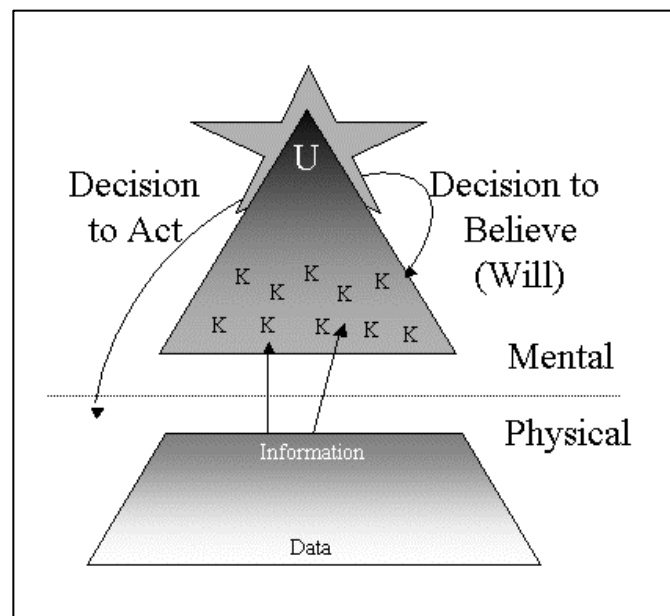 U
Decision
to Act
Decision to
Believe
(Will)
K K K K K
K K K K K
Mental
Physical
Information
Data